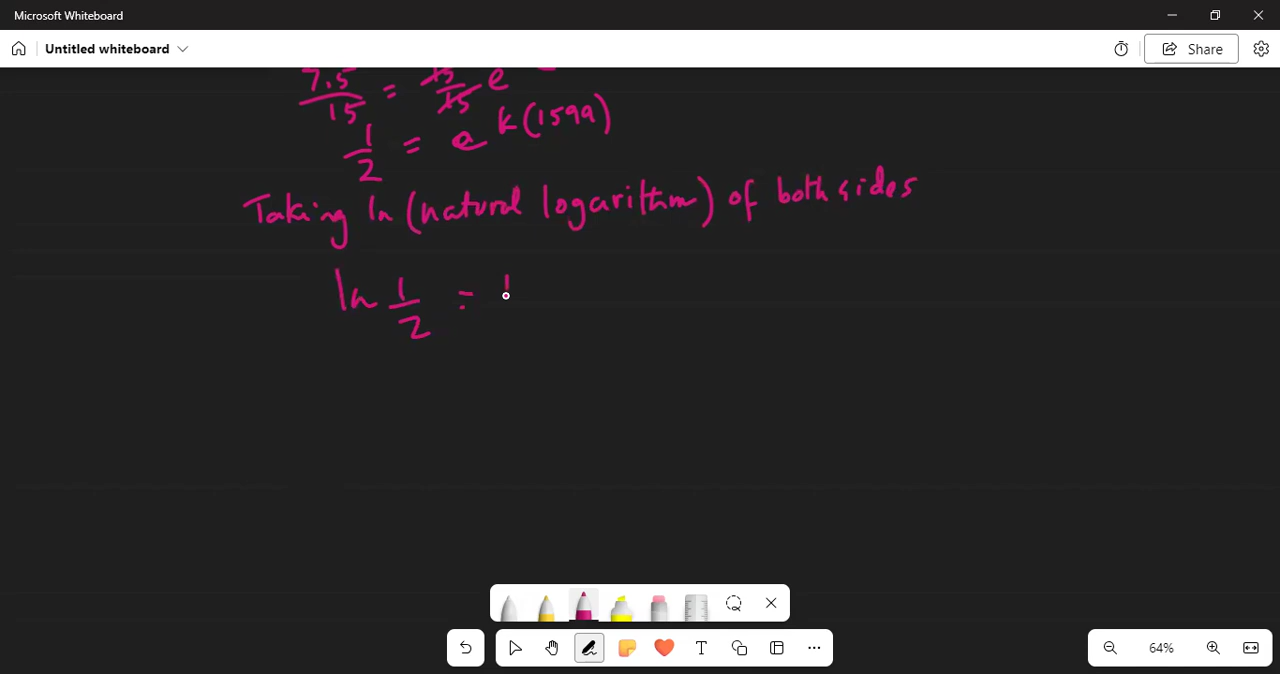 Microsoft Whiteboard
Untitled whiteboard
Share
7.5/15 = 15/15 e
1/2 = e^k(1599)
Taking ln (natural logarithm) of both sides
ln 1/2 =
64%